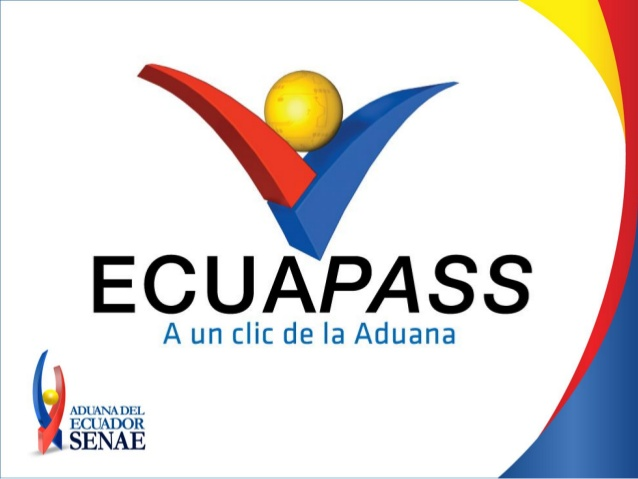 ECUAPASS
A un clic de la Aduana
ADUANA DEL
ECUADOR
SENAE